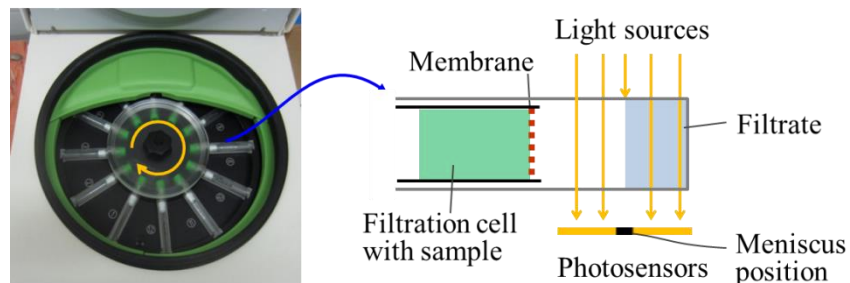 Light sources
Membrane
Filtrate
Filtration cell
with sample
Photosensors
Meniscus
position